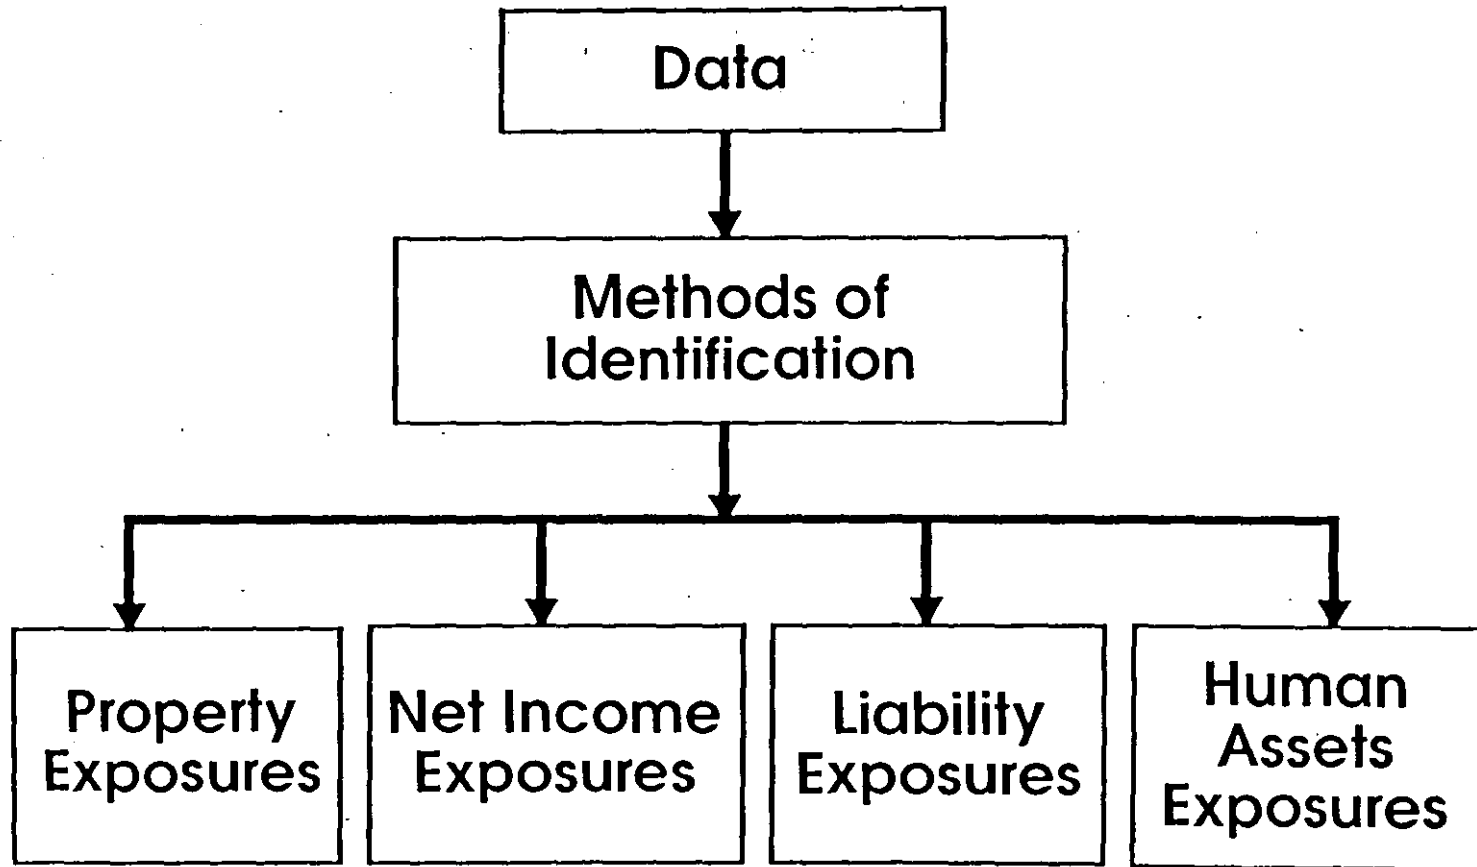 Data
Methods of
Identification
Property
Exposures
Net Income
Exposures
Liability
Exposures
Human
Assets
Exposures